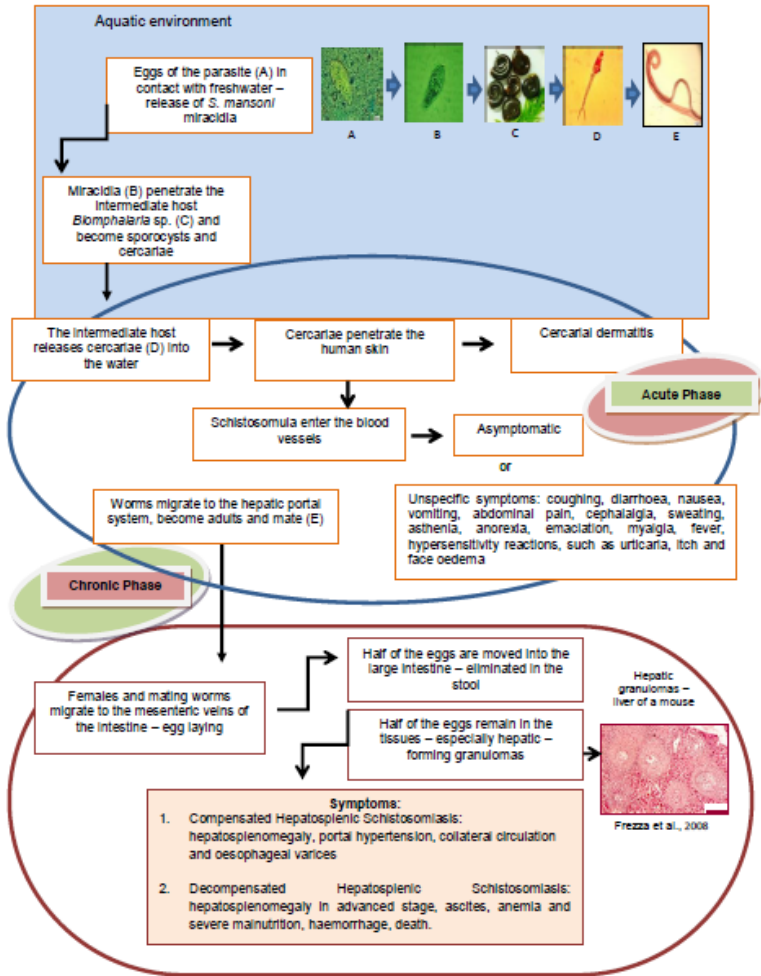 Aquatic environment
Eggs of the parasite (A) in
contact with freshwater –
release of S. mansoni
miracidia
A
B
C
D
E
Miracidia (B) penetrate the
intermediate host
Biomphalaria sp. (C) and
become sporocysts and
cercariae
The intermediate host
releases cercariae (D) into
the water
Cercariae penetrate the
human skin
Cercarial dermatitis
Acute Phase
Schistosomula enter the blood
vessels
Asymptomatic
or
Unspecific symptoms: coughing, diarrhoea, nausea,
vomiting, abdominal pain, cephalalgia, sweating,
asthenia, anorexia, emaciation, myalgia, fever,
hypersensitivity reactions, such as urticaria, itch and
face oedema
Worms migrate to the hepatic portal
system, become adults and mate (E)
Chronic Phase
Females and mating worms
migrate to the mesenteric veins of
the intestine – egg laying
Half of the eggs are moved into the
large intestine – eliminated in the
stool
Half of the eggs remain in the
tissues – especially hepatic –
forming granulomas
Hepatic
granulomas –
liver of a mouse
Frezza et al., 2008
Symptoms:
1. Compensated Hepatosplenic Schistosomiasis:
hepatosplenomegaly, portal hypertension, collateral circulation
and oesophageal varices
2. Decompensated Hepatosplenic Schistosomiasis:
hepatosplenomegaly in advanced stage, ascites, anemia and
severe malnutrition, haemorrhage, death.